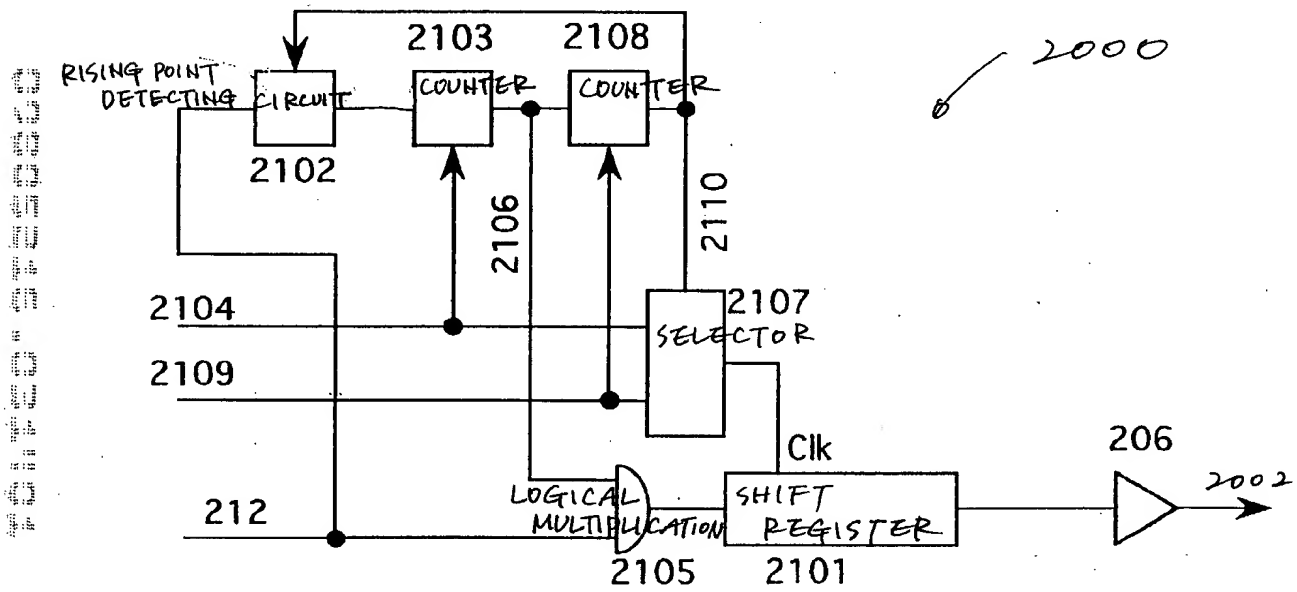 2103
2108
2000
RISING POINT
DETECTING
CIRCUIT
COUNTER
COUNTER
2102
2106
2110
2104
2107
SELECTOR
2109
Clk
206
2002
212
LOGICAL
MULTIPLICATION
SHIFT
REGISTER
2105
2101